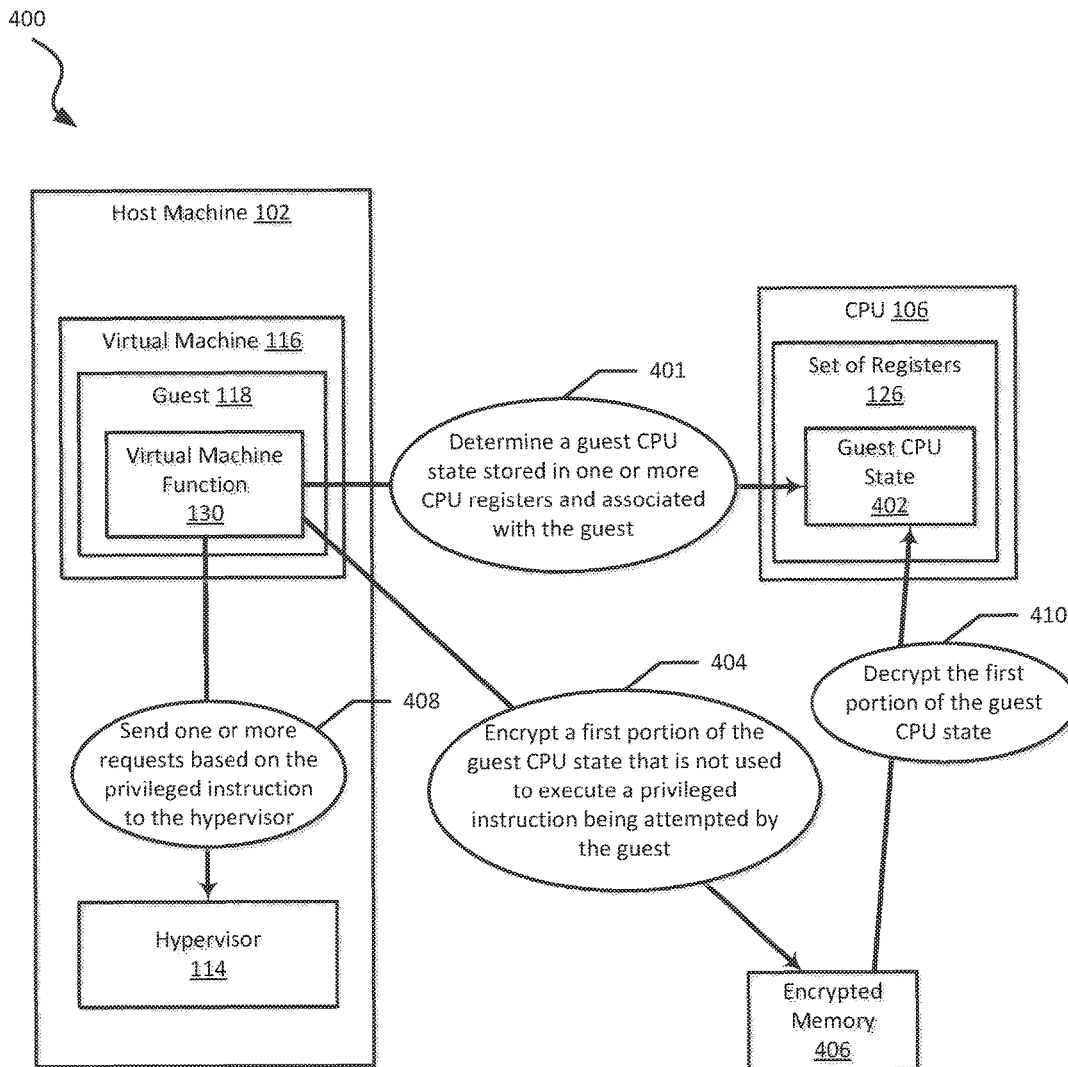 400
Host Machine 102
Virtual Machine 116
Guest 118
Virtual Machine
Function
130
401
Determine a guest CPU
state stored in one or more
CPU registers and associated
with the guest
CPU 106
Set of Registers
126
Guest CPU
State
402
408
Send one or more
requests based on the
privileged instruction
to the hypervisor
404
Encrypt a first portion of the
guest CPU state that is not used
to execute a privileged
instruction being attempted by
the guest
410
Decrypt the first
portion of the guest
CPU state
Hypervisor
114
Encrypted
Memory
406